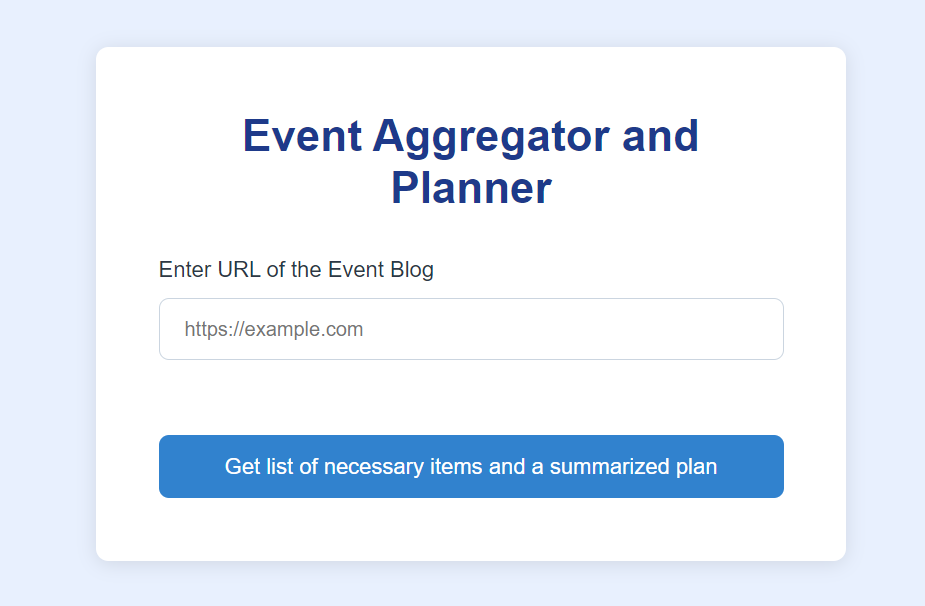 Event Aggregator and
Planner
Enter URL of the Event Blog
https://example.com
Get list of necessary items and a summarized plan